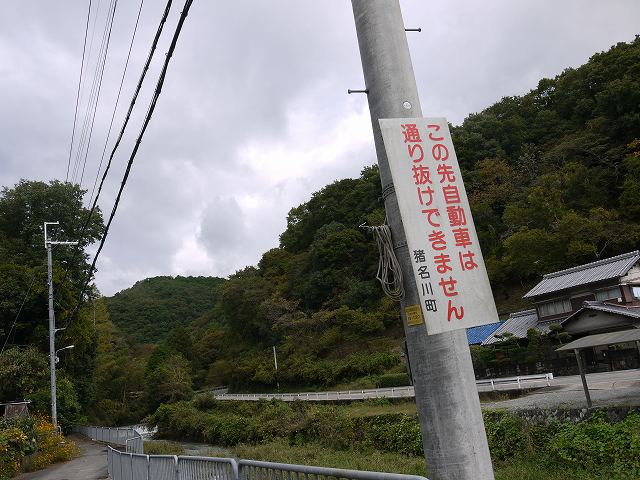 この先自動車は
通り抜けできません
猪名川町